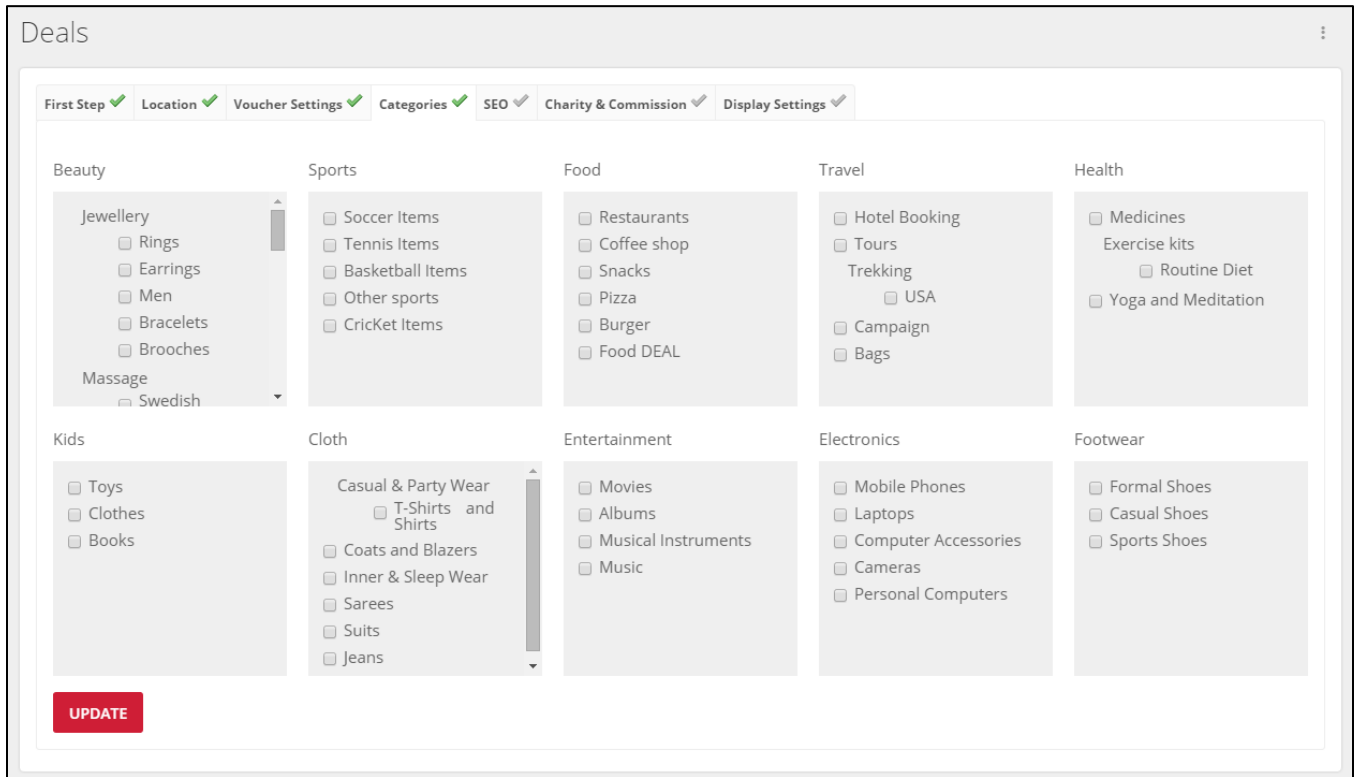 Deals
First Step Location Voucher Settings Categories SEO Charity & Commission Display Settings
Beauty
Jewellery
Rings
Earrings
Men
Bracelets
Brooches
Massage
Swedish
Sports
Soccer Items
Tennis Items
Basketball Items
Other sports
CricKet Items
Food
Restaurants
Coffee shop
Snacks
Pizza
Burger
Food DEAL
Travel
Hotel Booking
Tours
Trekking
USA
Campaign
Bags
Health
Medicines
Exercise kits
Routine Diet
Yoga and Meditation
Kids
Toys
Clothes
Books
Cloth
Casual & Party Wear
T-Shirts and
Shirts
Coats and Blazers
Inner & Sleep Wear
Sarees
Suits
Jeans
Entertainment
Movies
Albums
Musical Instruments
Music
Electronics
Mobile Phones
Laptops
Computer Accessories
Cameras
Personal Computers
Footwear
Formal Shoes
Casual Shoes
Sports Shoes
UPDATE